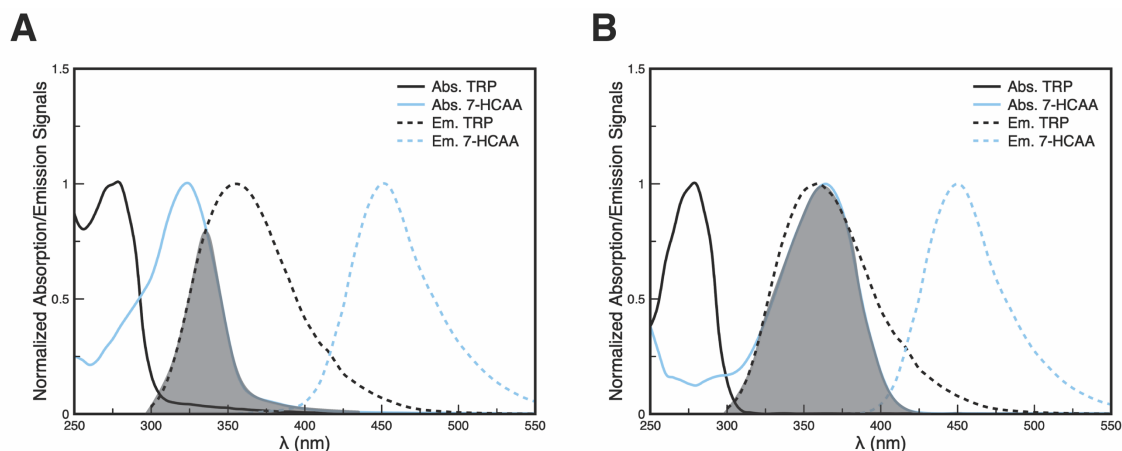 A
B
Normalized Absorption/Emission Signals
1.5
1
0.5
0
250
300
350
400
450
500
550
λ (nm)
Abs. TRP
Abs. 7-HCAA
Em. TRP
Em. 7-HCAA
Normalized Absorption/Emission Signals
1.5
1
0.5
0
250
300
350
400
450
500
550
λ (nm)
Abs. TRP
Abs. 7-HCAA
Em. TRP
Em. 7-HCAA